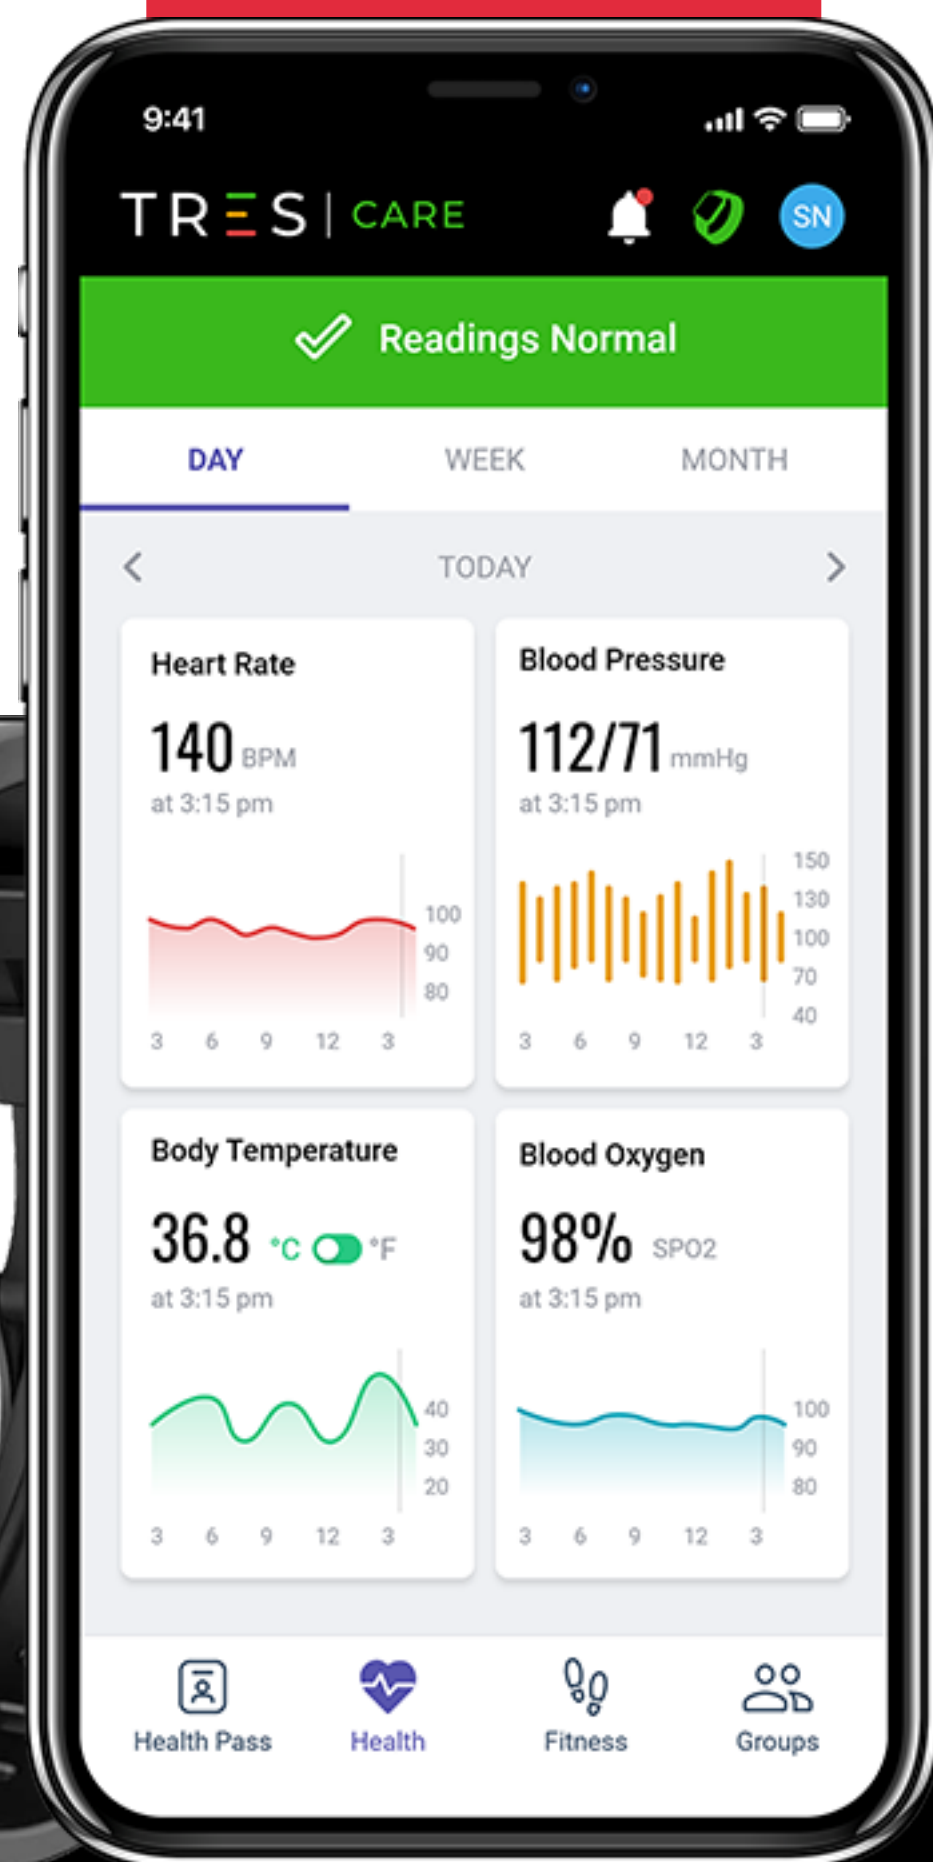 9:41
TRES | CARE
SN
Readings Normal
DAY WEEK MONTH
TODAY
Heart Rate
140 BPM
at 3:15 pm
100
90
80
3 6 9 12 3
Blood Pressure
112/71 mmHg
at 3:15 pm
150
130
100
70
40
3 6 9 12 3
Body Temperature
36.8 °C °F
at 3:15 pm
40
30
20
3 6 9 12 3
Blood Oxygen
98% SPO2
at 3:15 pm
100
90
80
3 6 9 12 3
Health Pass Health Fitness Groups